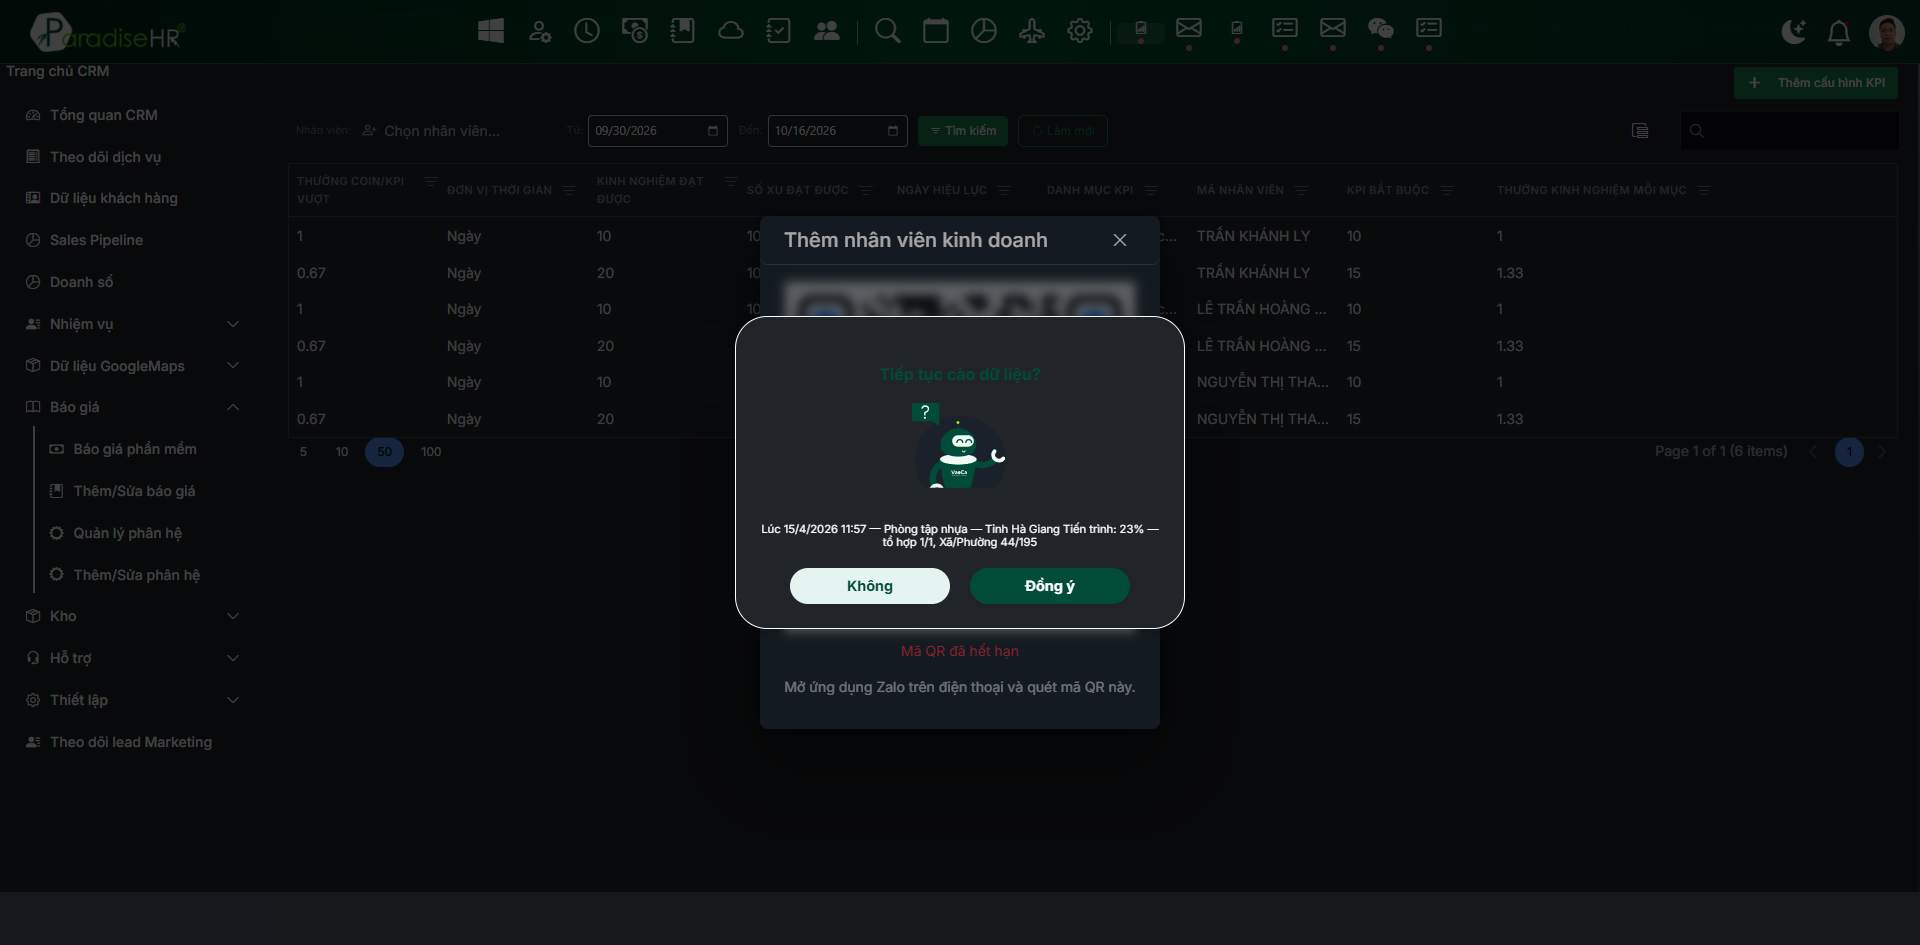 ParadiseHR
Trang chủ CRM
Thêm cấu hình KPI
Tổng quan CRM
Theo dõi dịch vụ
Dữ liệu khách hàng
Sales Pipeline
Doanh số
Nhiệm vụ
Dữ liệu GoogleMaps
Báo giá
Báo giá phần mềm
Thêm/Sửa báo giá
Quản lý phân hệ
Thêm/Sửa phân hệ
Kho
Hỗ trợ
Thiết lập
Theo dõi lead Marketing
Nhân viên: Chọn nhân viên... Từ: 09/30/2026 Đến: 10/16/2026 Tìm kiếm Làm mới
THƯỞNG COIN/KPI VƯỢT ĐƠN VỊ THỜI GIAN KINH NGHIỆM ĐẠT ĐƯỢC SỐ XU ĐẠT ĐƯỢC NGÀY HIỆU LỰC DANH MỤC KPI MÃ NHÂN VIÊN KPI BẮT BUỘC THƯỞNG KINH NGHIỆM MỖI MỤC
1 Ngày 10 10 c... TRẦN KHÁNH LY 10 1
0.67 Ngày 20 10 TRẦN KHÁNH LY 15 1.33
1 Ngày 10 10 c... LÊ TRẦN HOÀNG ... 10 1
0.67 Ngày 20 LÊ TRẦN HOÀNG ... 15 1.33
1 Ngày 10 NGUYỄN THỊ THA... 10 1
0.67 Ngày 20 NGUYỄN THỊ THA... 15 1.33
5 10 50 100
Page 1 of 1 (6 items) 1
Thêm nhân viên kinh doanh
Tiếp tục cào dữ liệu?
?
VaeCa
Lúc 15/4/2026 11:57 — Phòng tập nhựa — Tỉnh Hà Giang Tiến trình: 23% —
tổ hợp 1/1, Xã/Phường 44/195
Không
Đồng ý
Mã QR đã hết hạn
Mở ứng dụng Zalo trên điện thoại và quét mã QR này.